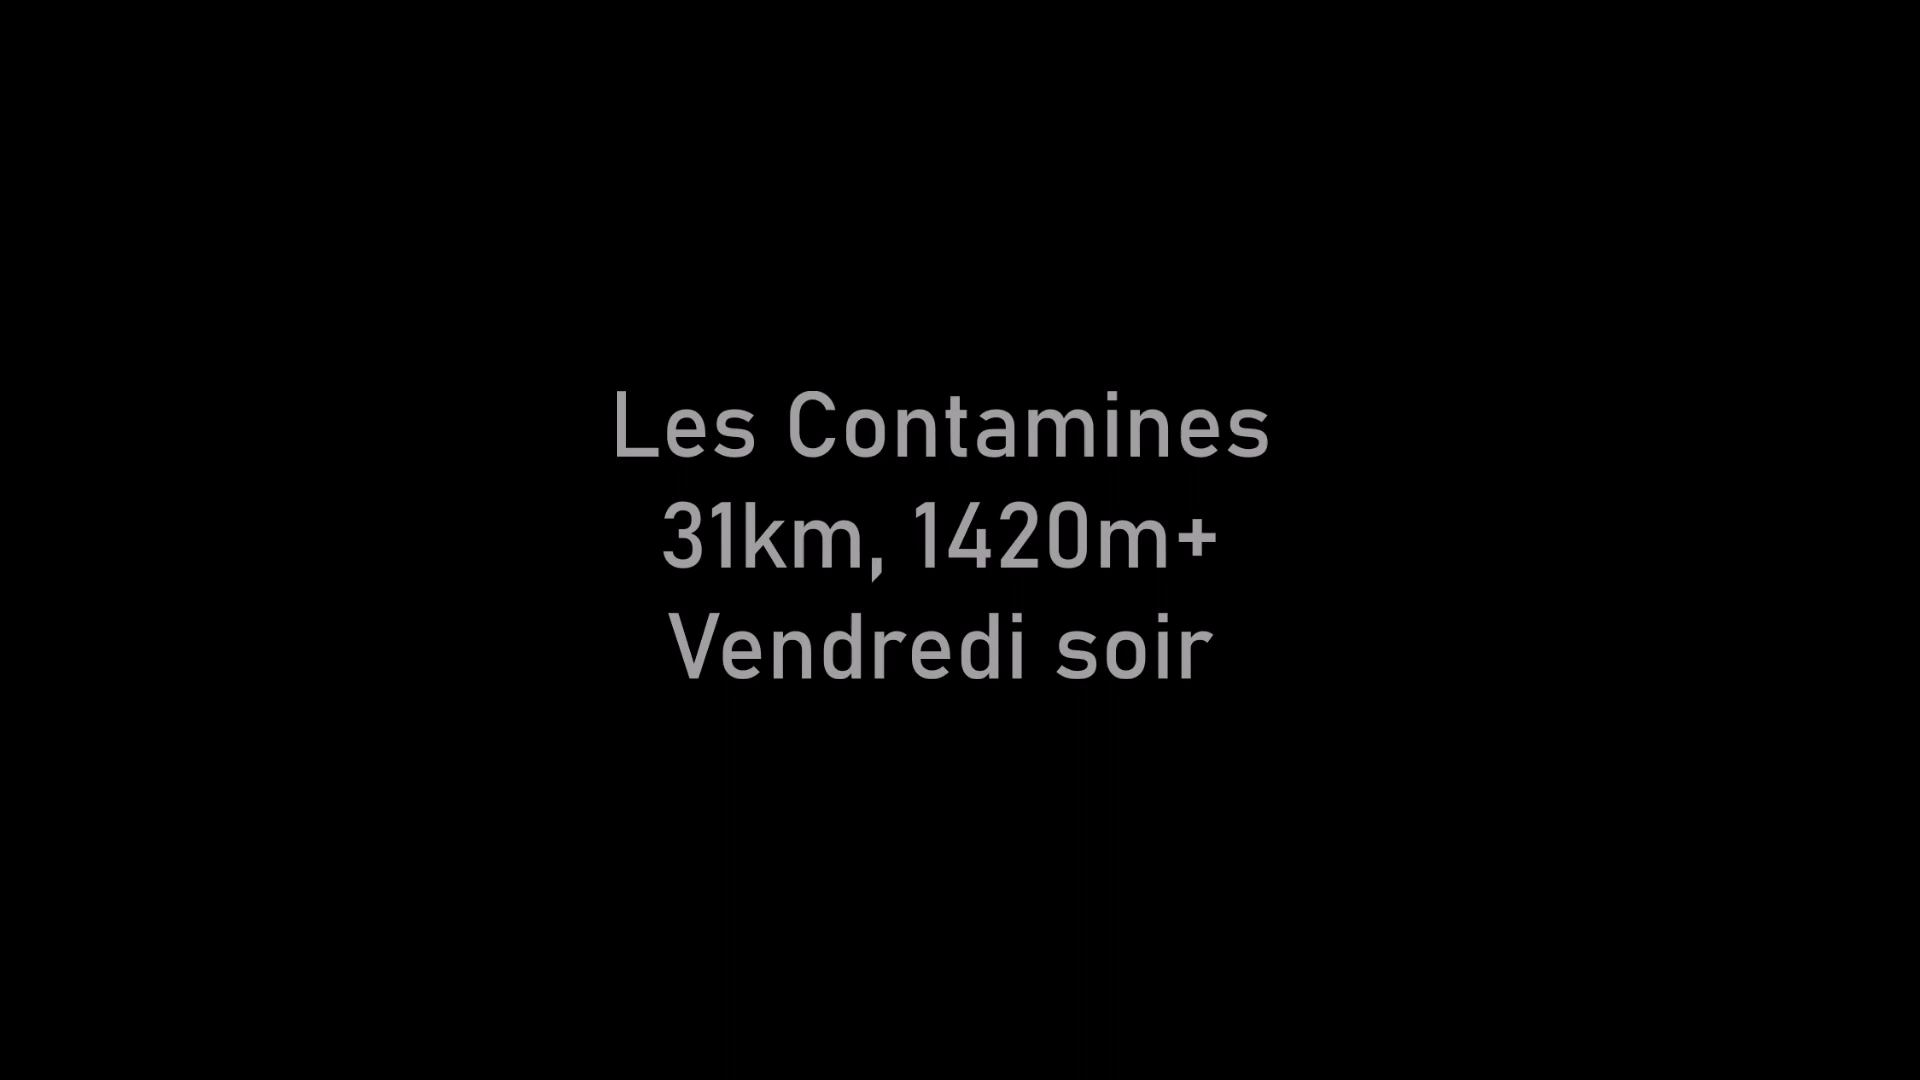 Les Contamines
31km, 1420m+
Vendredi soir